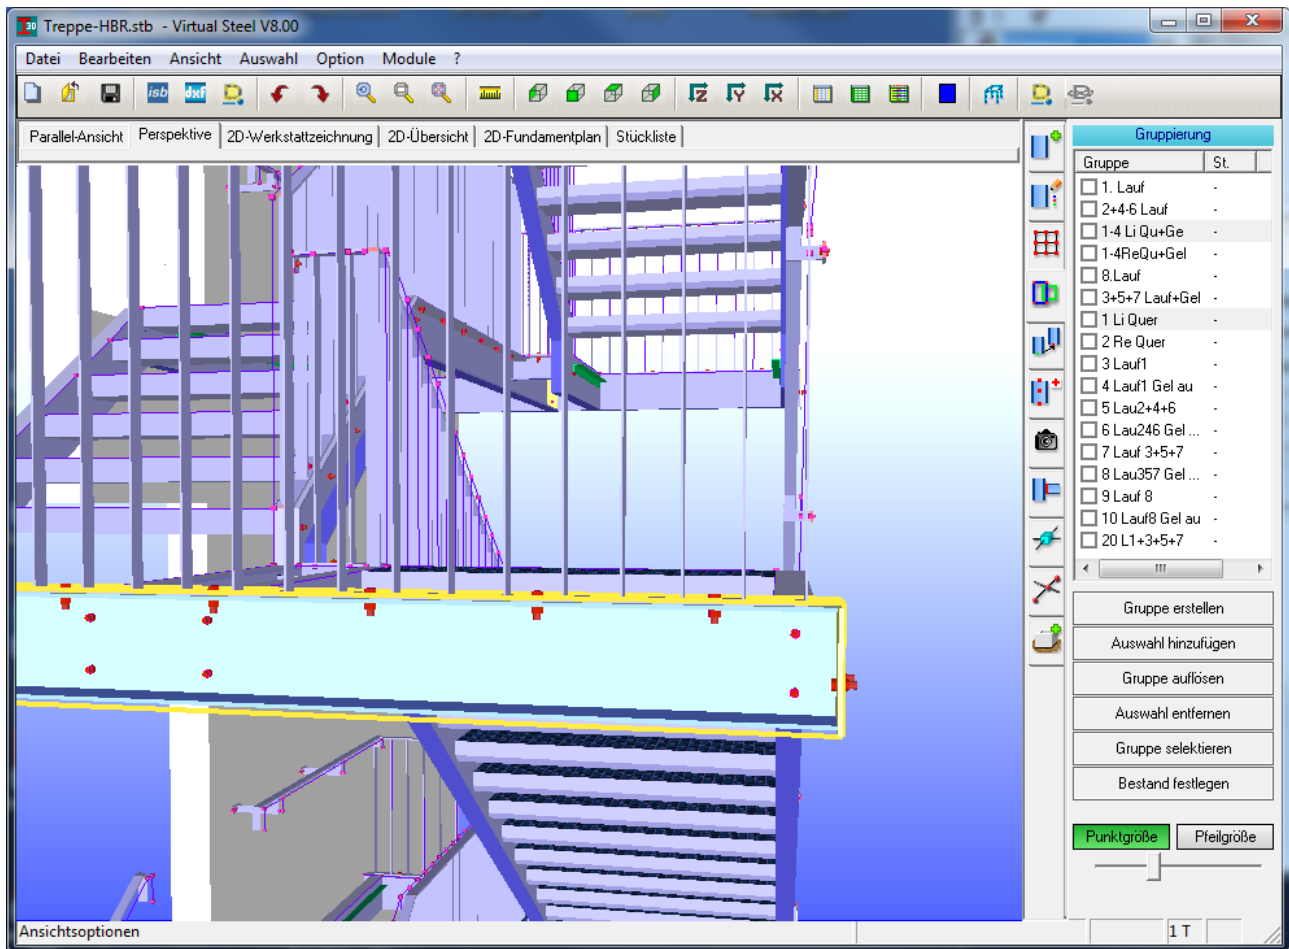 Treppe-HBR.stb - Virtual Steel V8.00
Datei Bearbeiten Ansicht Auswahl Option Module ?
isb dxf Z Y X
Parallel-Ansicht Perspektive 2D-Werkstattzeichnung 2D-Übersicht 2D-Fundamentplan Stückliste
Gruppierung
Gruppe St.
1. Lauf -
2+4-6 Lauf -
1-4 Li Qu+Ge -
1-4ReQu+Gel -
8.Lauf -
3+5+7 Lauf+Gel -
1 Li Quer -
2 Re Quer -
3 Lauf1 -
4 Lauf1 Gel au -
5 Lau2+4+6 -
6 Lau246 Gel ... -
7 Lauf 3+5+7 -
8 Lau357 Gel ... -
9 Lauf 8 -
10 Lauf8 Gel au -
20 L1+3+5+7 -
Gruppe erstellen
Auswahl hinzufügen
Gruppe auflösen
Auswahl entfernen
Gruppe selektieren
Bestand festlegen
Punktgröße Pfeilgröße
Ansichtsoptionen 1 T